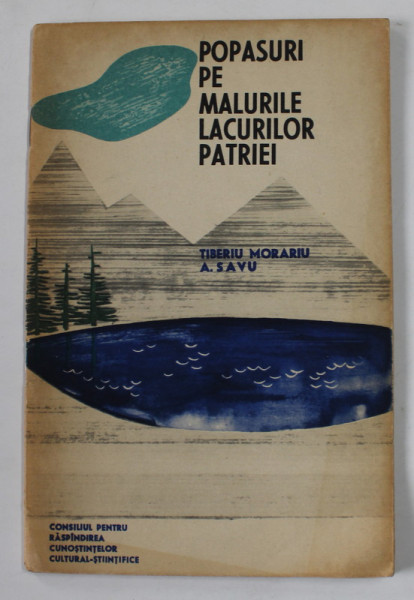 POPASURI
PE
MALURILE
LACURILOR
PATRIEI
TIBERIU MORARIU
A. SAVU
CONSILIUL PENTRU
RĂSPÎNDIREA
CUNOȘTINȚELOR
CULTURAL-ȘTIINȚIFICE